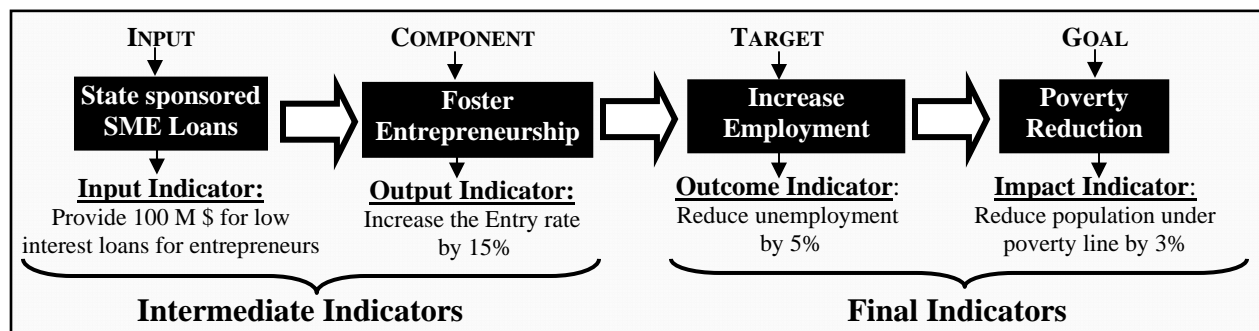 INPUT
COMPONENT
TARGET
GOAL
State sponsored
SME Loans
Foster
Entrepreneurship
Increase
Employment
Poverty
Reduction
Input Indicator:
Provide 100 M $ for low
interest loans for entrepreneurs
Output Indicator:
Increase the Entry rate
by 15%
Outcome Indicator:
Reduce unemployment
by 5%
Impact Indicator:
Reduce population under
poverty line by 3%
Intermediate Indicators
Final Indicators